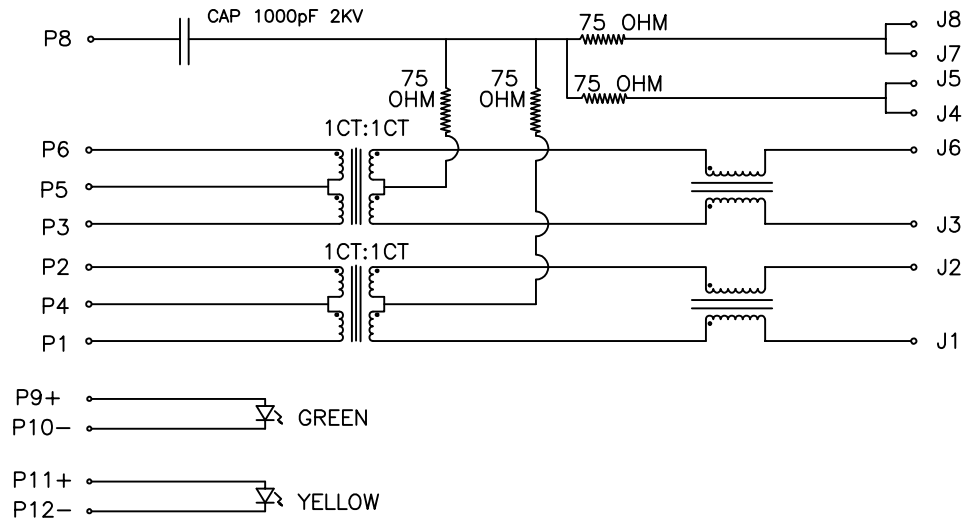 CAP 1000pF 2KV
P8
75 OHM
J8
J7
75
OHM
75
OHM
75 OHM
J5
J4
1CT:1CT
P6
P5
P3
J6
J3
1CT:1CT
P2
P4
P1
J2
J1
P9+
P10-
GREEN
P11+
P12-
YELLOW